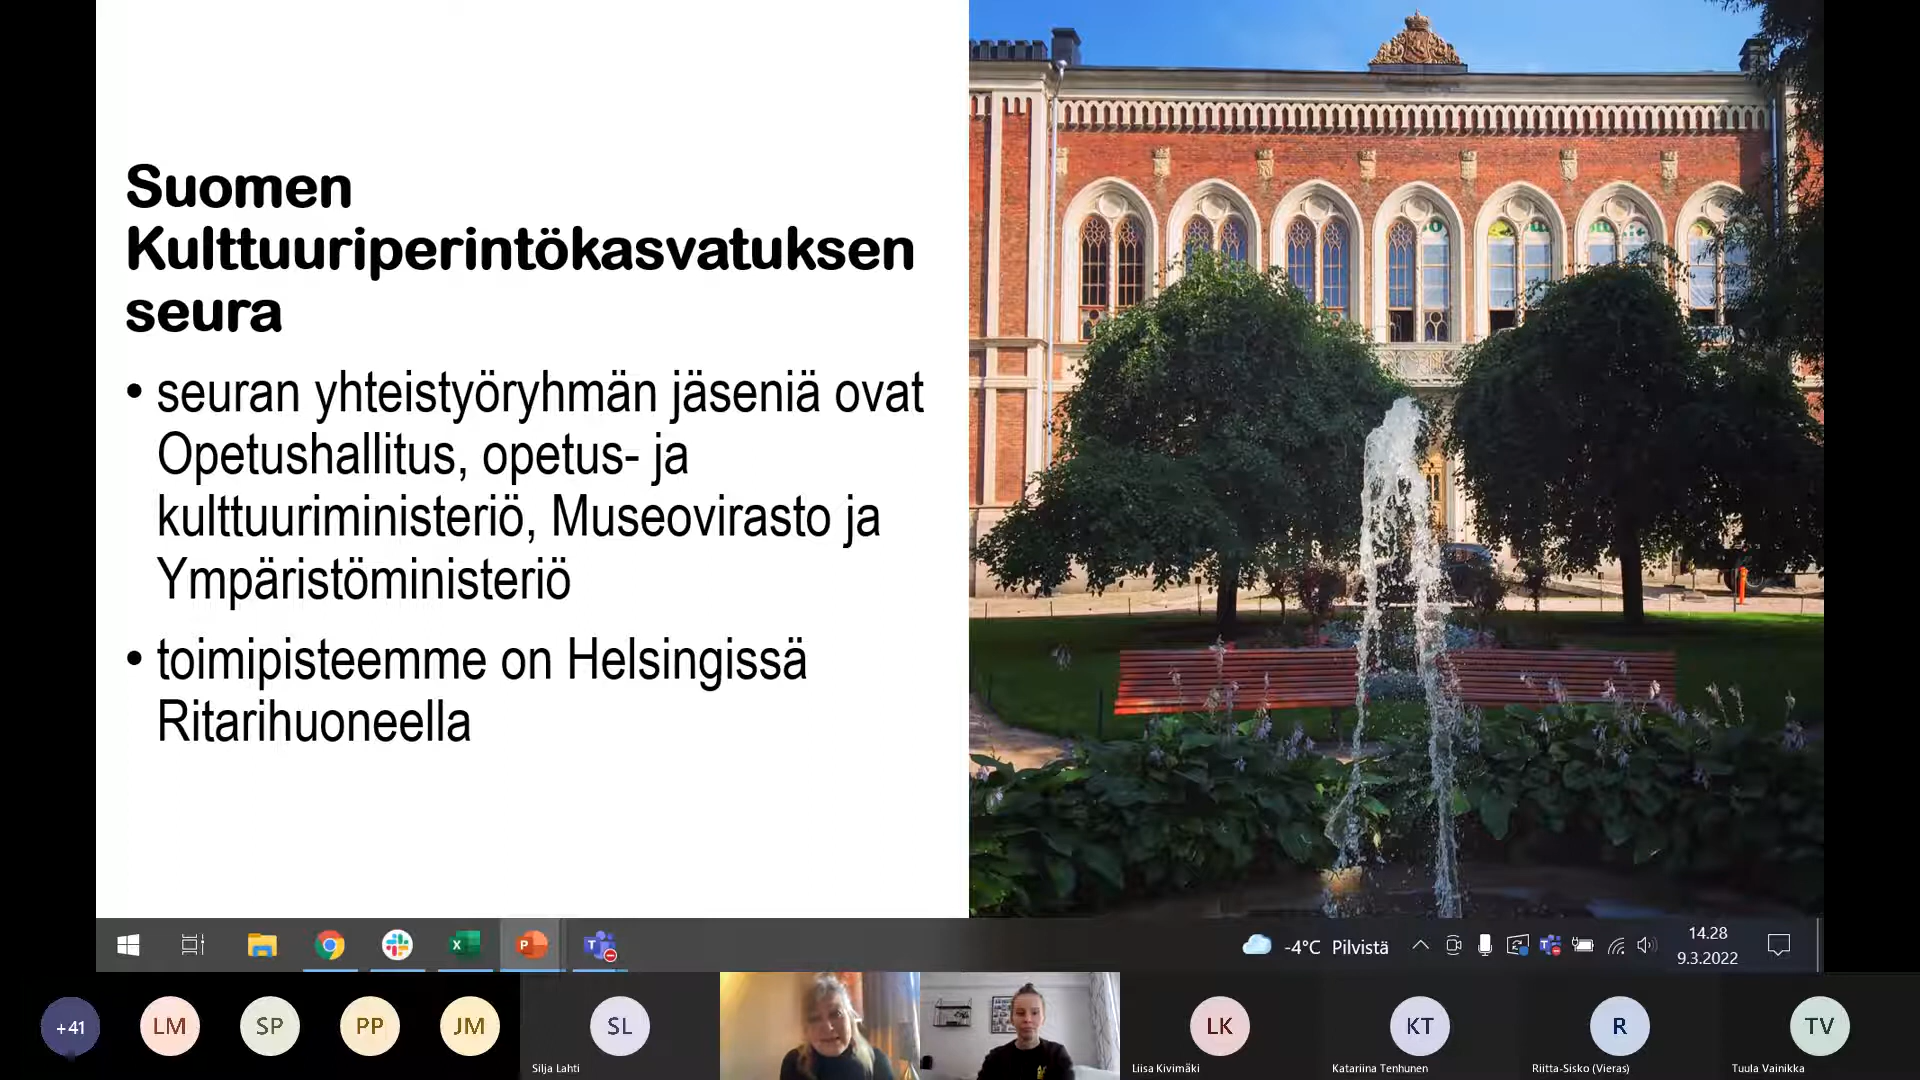 Suomen
Kulttuuriperintökasvatuksen
seura
• seuran yhteistyöryhmän jäseniä ovat
Opetushallitus, opetus- ja
kulttuuriministeriö, Museovirasto ja
Ympäristöministeriö
• toimipisteemme on Helsingissä
Ritarihuoneella
-4°C Pilvistä
14.28
9.3.2022
+41
LM
SP
PP
JM
SL
Silja Lahti
LK
Liisa Kivimäki
KT
Katariina Tenhunen
R
Riitta-Sisko (Vieras)
TV
Tuula Vainikka